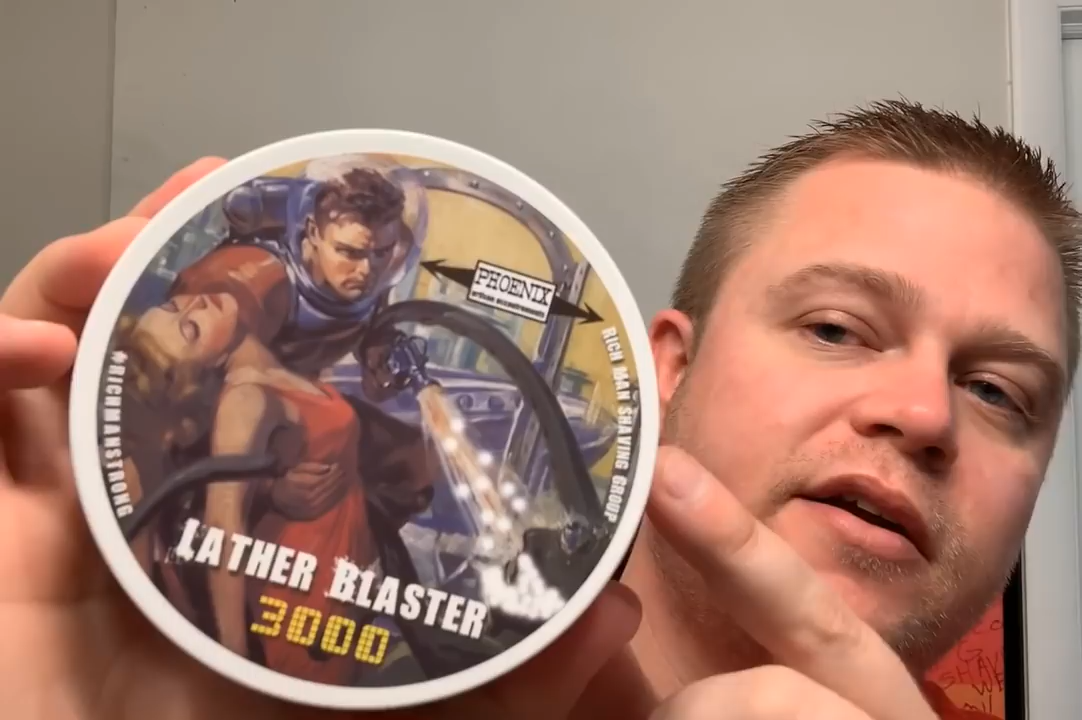 PHOENIX
artisan accoutrements
RICH MAN SHAVING GROUP
#RICHMANSTRONG
LATHER BLASTER
3000